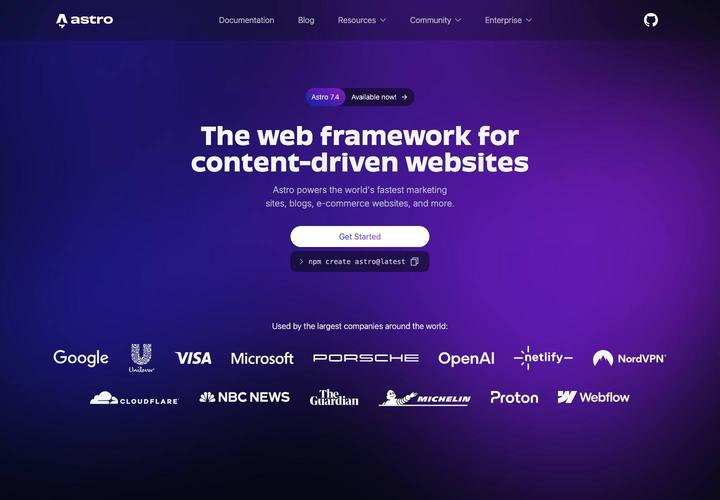 astro
Documentation Blog Resources Community Enterprise
Astro 7.4 Available now!
The web framework for
content-driven websites
Astro powers the world's fastest marketing
sites, blogs, e-commerce websites, and more.
Get Started
npm create astro@latest
Used by the largest companies around the world:
Google Unilever VISA Microsoft PORSCHE OpenAI netlify NordVPN
CLOUDFLARE NBC NEWS The Guardian MICHELIN Proton Webflow